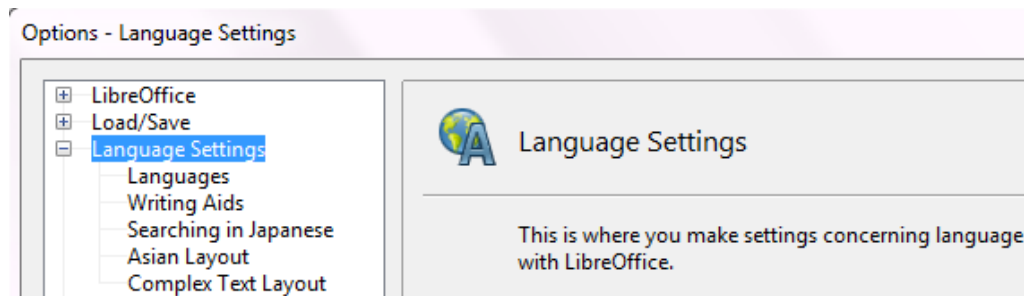 Options - Language Settings
LibreOffice
Load/Save
Language Settings
Languages
Writing Aids
Searching in Japanese
Asian Layout
Complex Text Layout
Language Settings
This is where you make settings concerning language
with LibreOffice.